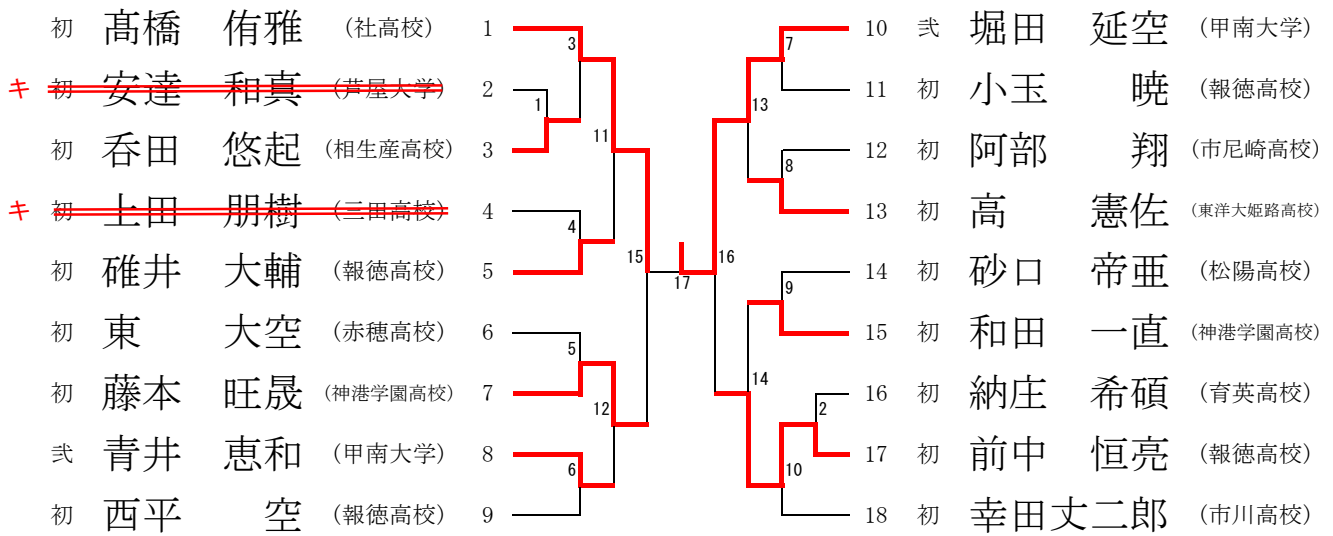 初 髙橋 侑雅 (社高校) 1
キ 初 安達 和真 (芦屋大学) 2
初 呑田 悠起 (相生産高校) 3
キ 初 上田 朋樹 (三田高校) 4
初 碓井 大輔 (報徳高校) 5
初 東 大空 (赤穂高校) 6
初 藤本 旺晟 (神港学園高校) 7
弐 青井 恵和 (甲南大学) 8
初 西平 空 (報徳高校) 9
3
1
11
4
15
5
12
6
17
7
13
8
16
9
14
2
10
10 弐 堀田 延空 (甲南大学)
11 初 小玉 暁 (報徳高校)
12 初 阿部 翔 (市尼崎高校)
13 初 高 憲佐 (東洋大姫路高校)
14 初 砂口 帝亜 (松陽高校)
15 初 和田 一直 (神港学園高校)
16 初 納庄 希碩 (育英高校)
17 初 前中 恒亮 (報徳高校)
18 初 幸田丈二郎 (市川高校)